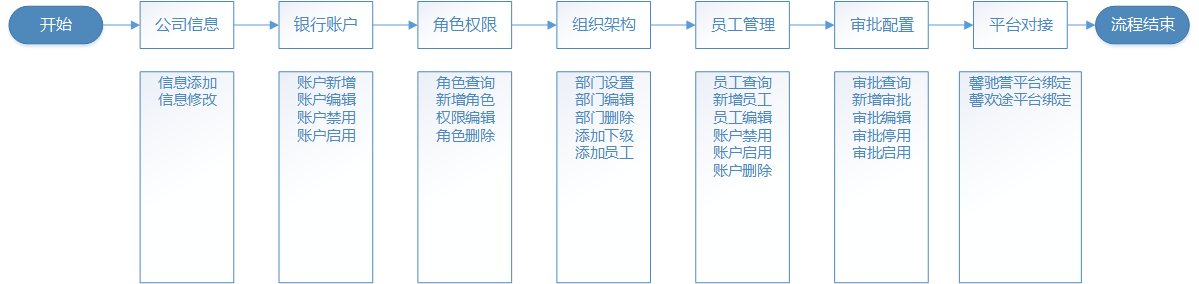 开始
公司信息
银行账户
角色权限
组织架构
员工管理
审批配置
平台对接
流程结束
信息添加
信息修改
账户新增
账户编辑
账户禁用
账户启用
角色查询
新增角色
权限编辑
角色删除
部门设置
部门编辑
部门删除
添加下级
添加员工
员工查询
新增员工
员工编辑
账户禁用
账户启用
账户删除
审批查询
新增审批
审批编辑
审批停用
审批启用
馨驰誉平台绑定
馨欢途平台绑定